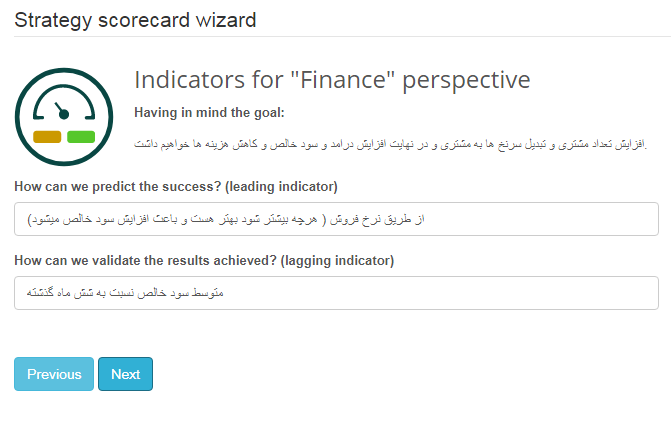 Strategy scorecard wizard
Indicators for "Finance" perspective
Having in mind the goal:
افزایش تعداد مشتری و تبدیل سرنخ ها به مشتری و در نهایت افزایش درامد و سود خالص و کاهش هزینه ها خواهیم داشت.
How can we predict the success? (leading indicator)
از طریق نرخ فروش ( هرچه بیشتر شود بهتر هست و باعث افزایش سود خالص میشود)
How can we validate the results achieved? (lagging indicator)
متوسط سود خالص نسبت به شش ماه گذشته
Previous
Next